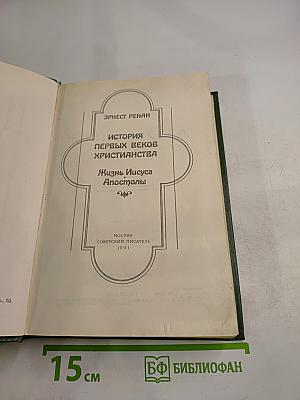 ЭРНЕСТ РЕНАН
ИСТОРИЯ
ПЕРВЫХ ВЕКОВ
ХРИСТИАНСТВА
Жизнь Иисуса
Апостолы
МОСКВА
СОВЕТСКИЙ ПИСАТЕЛЬ
1991
15 см
БФ БИБЛИОФАН